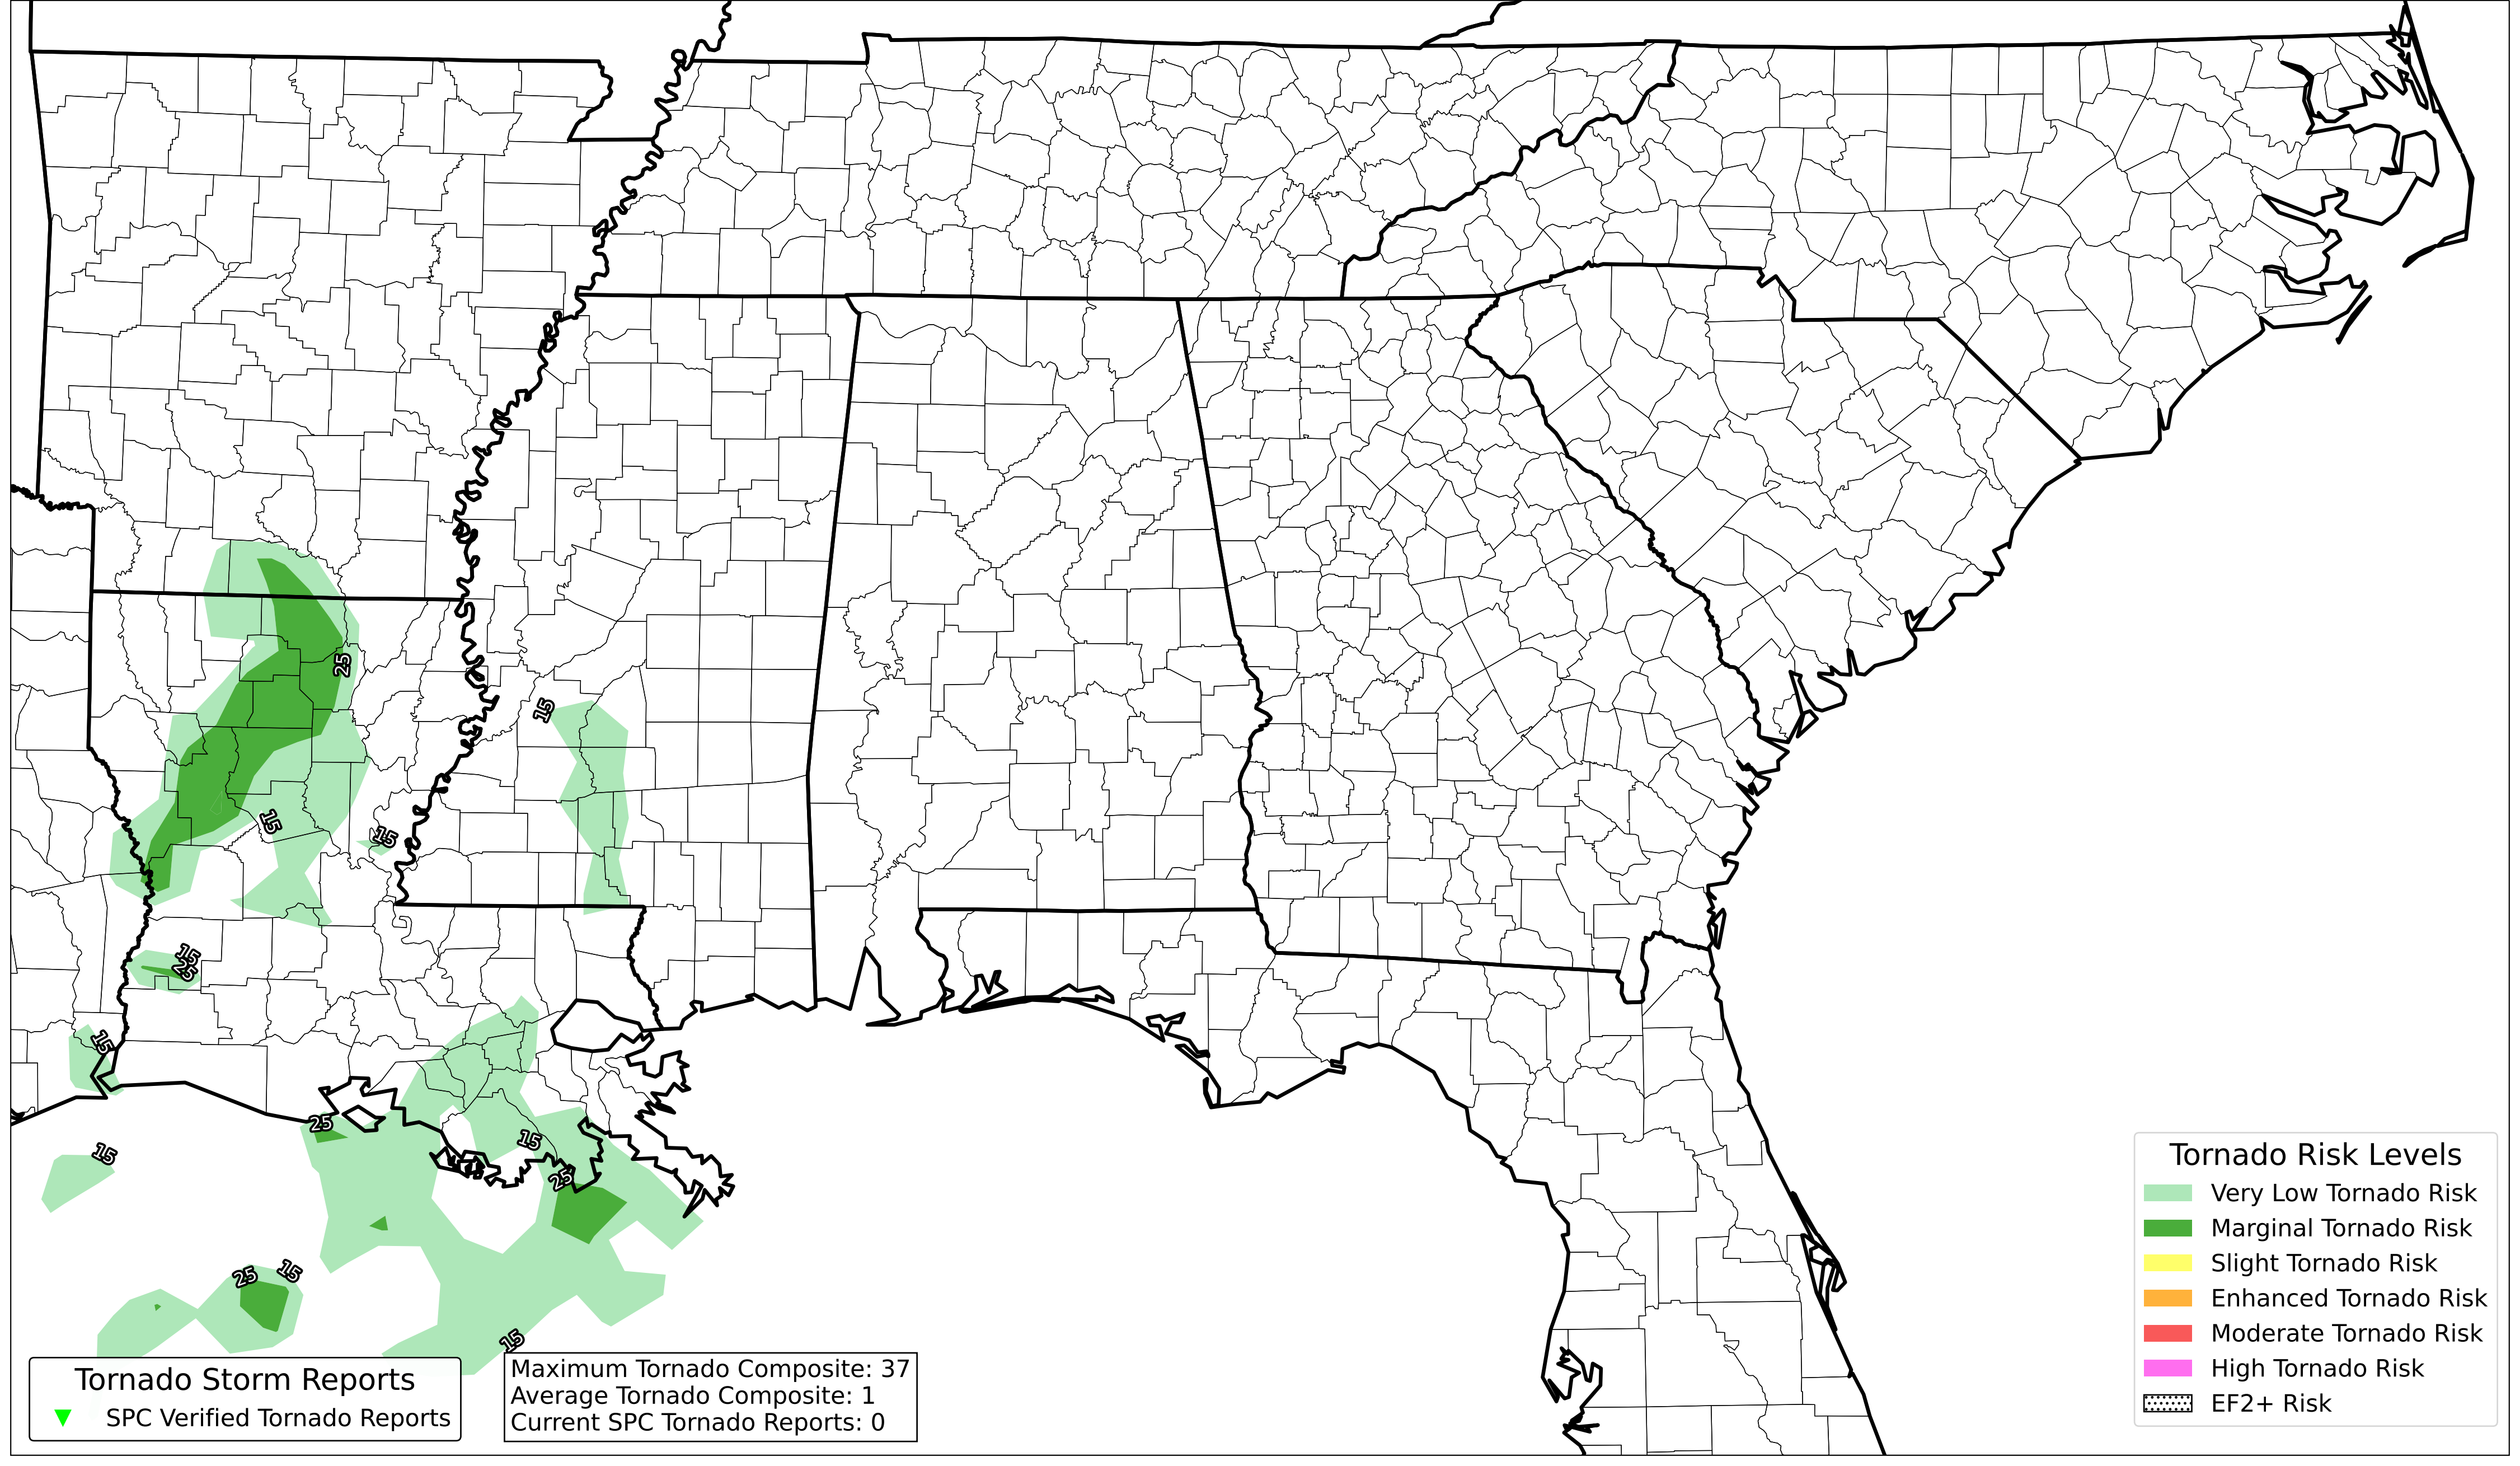 25
15
15
15
15
25
15
25
15
15
25
25
15
15
Tornado Storm Reports
SPC Verified Tornado Reports
Maximum Tornado Composite: 37
Average Tornado Composite: 1
Current SPC Tornado Reports: 0
Tornado Risk Levels
Very Low Tornado Risk
Marginal Tornado Risk
Slight Tornado Risk
Enhanced Tornado Risk
Moderate Tornado Risk
High Tornado Risk
EF2+ Risk